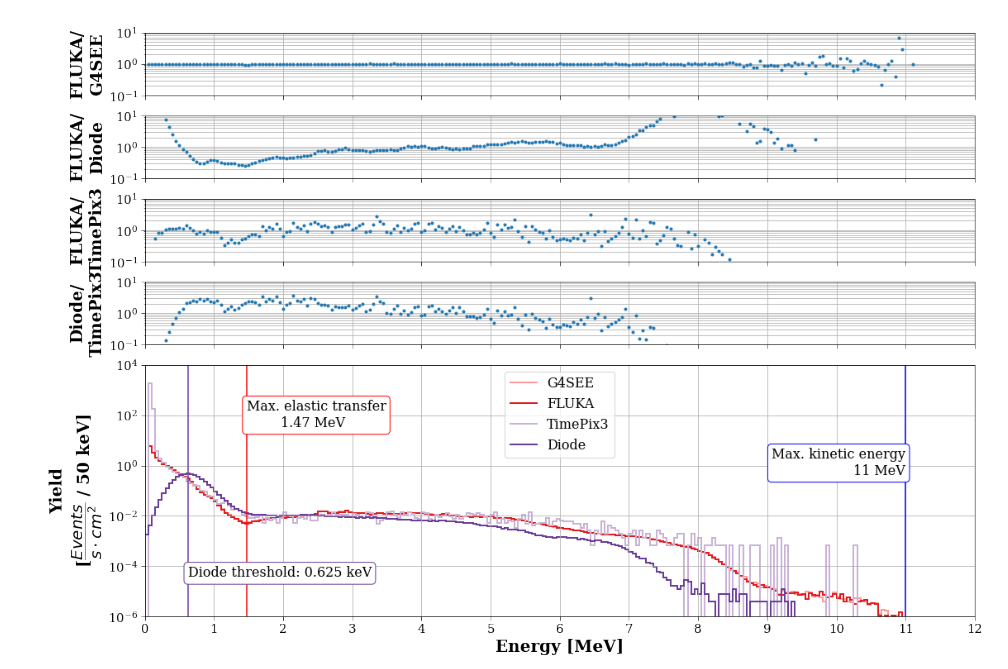 FLUKA/
G4SEE
10¹
10⁰
10⁻¹
FLUKA/
Diode
10¹
10⁰
10⁻¹
FLUKA/
TimePix3
10¹
10⁰
10⁻¹
Diode/
TimePix3
10¹
10⁰
10⁻¹
Yield
[Events / s · cm² / 50 keV]
10⁴
10²
10⁰
10⁻²
10⁻⁴
10⁻⁶
G4SEE
FLUKA
TimePix3
Diode
Max. elastic transfer
1.47 MeV
Max. kinetic energy
11 MeV
Diode threshold: 0.625 keV
0 1 2 3 4 5 6 7 8 9 10 11 12
Energy [MeV]